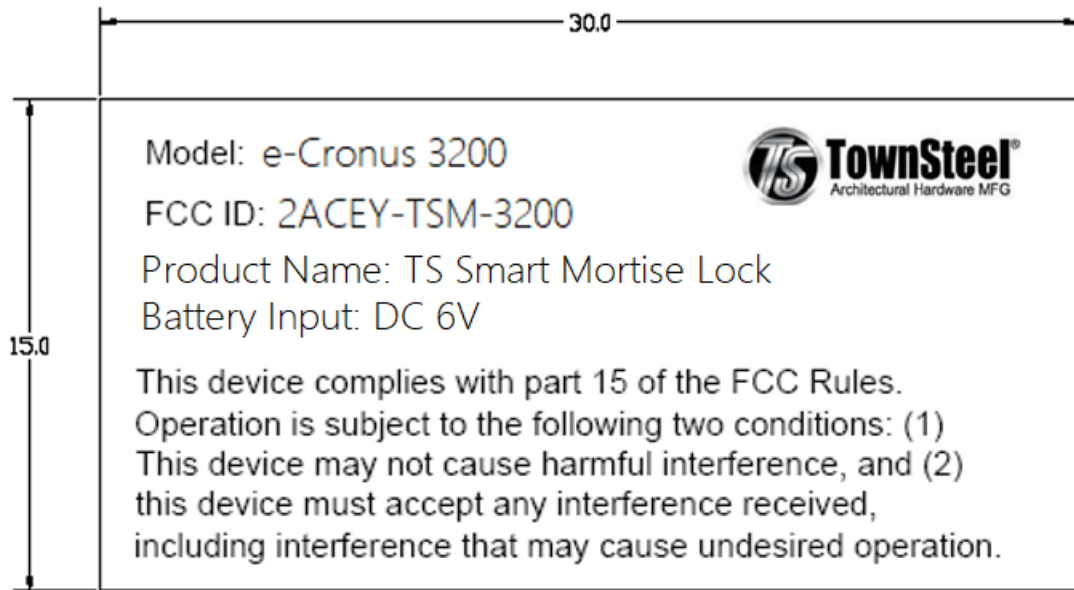 30.0
Model: e-Cronus 3200
TS TownSteel®
Architectural Hardware MFG
FCC ID: 2ACEY-TSM-3200
Product Name: TS Smart Mortise Lock
Battery Input: DC 6V
15.0
This device complies with part 15 of the FCC Rules.
Operation is subject to the following two conditions: (1)
This device may not cause harmful interference, and (2)
this device must accept any interference received,
including interference that may cause undesired operation.